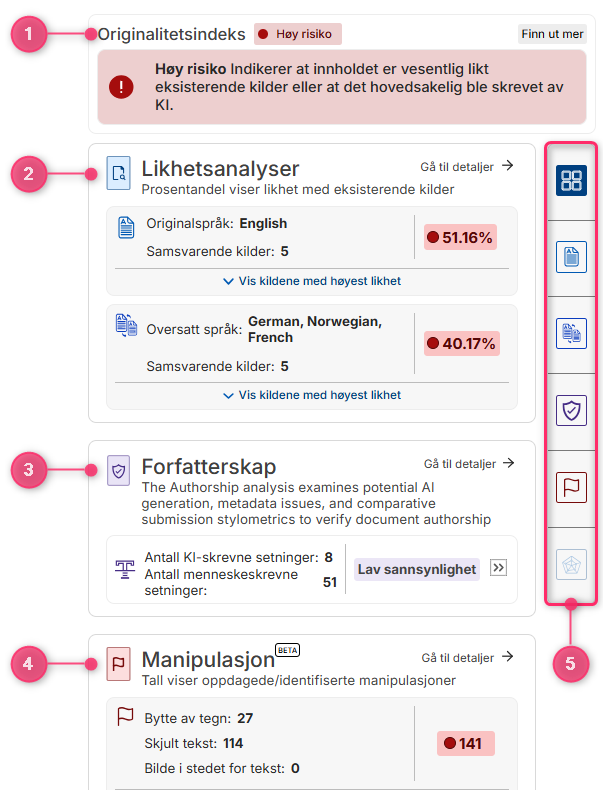 1
Originalitetsindeks
Høy risiko
Finn ut mer
Høy risiko Indikerer at innholdet er vesentlig likt
eksisterende kilder eller at det hovedsakelig ble skrevet av
KI.
2
Likhetsanalyser
Gå til detaljer
Prosentandel viser likhet med eksisterende kilder
Originalspråk: English
Samsvarende kilder: 5
51.16%
Vis kildene med høyest likhet
Oversatt språk: German, Norwegian,
French
Samsvarende kilder: 5
40.17%
Vis kildene med høyest likhet
3
Forfatterskap
Gå til detaljer
The Authorship analysis examines potential AI
generation, metadata issues, and comparative
submission stylometrics to verify document authorship
Antall KI-skrevne setninger: 8
Antall menneskeskrevne
setninger: 51
Lav sannsynlighet
4
Manipulasjon BETA
Gå til detaljer
Tall viser oppdagede/identifiserte manipulasjoner
Bytte av tegn: 27
Skjult tekst: 114
Bilde i stedet for tekst: 0
141
5